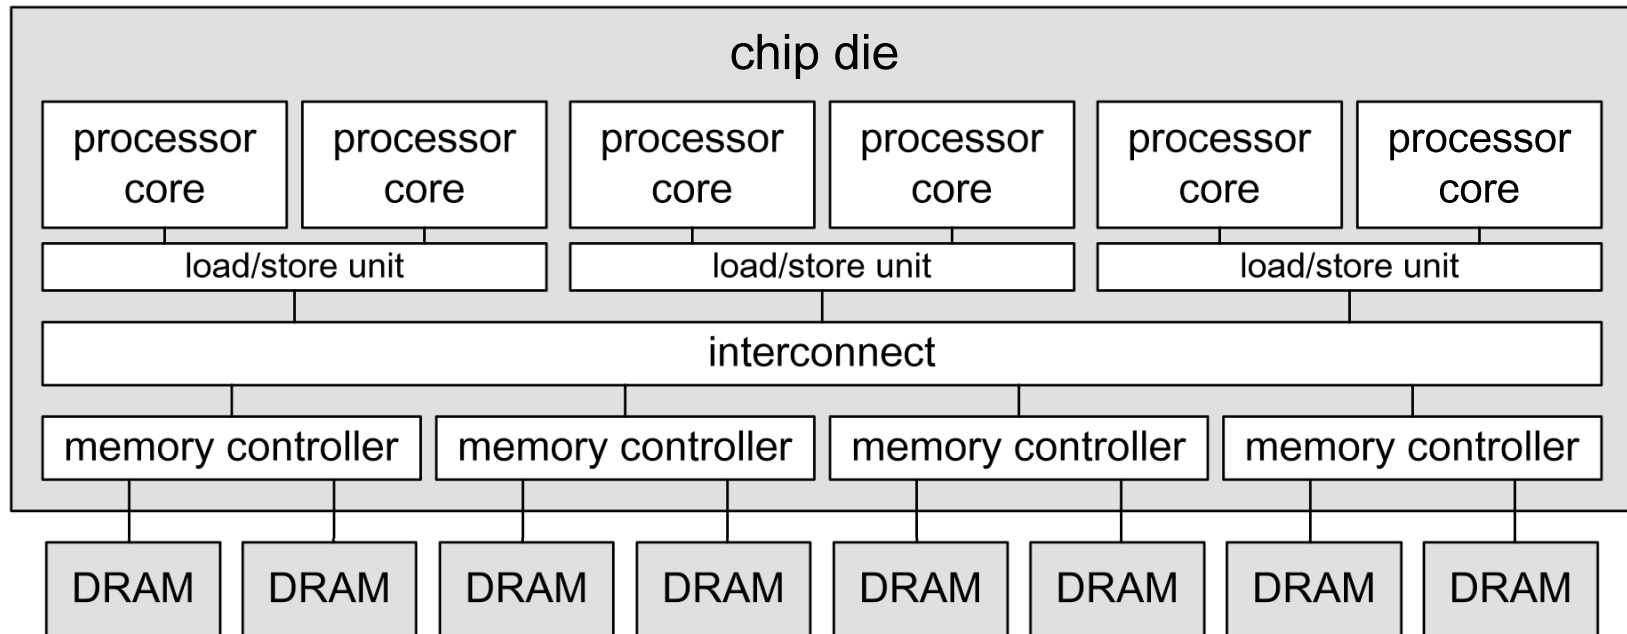 chip die
processor core
processor core
processor core
processor core
processor core
processor core
load/store unit
load/store unit
load/store unit
interconnect
memory controller
memory controller
memory controller
memory controller
DRAM
DRAM
DRAM
DRAM
DRAM
DRAM
DRAM
DRAM